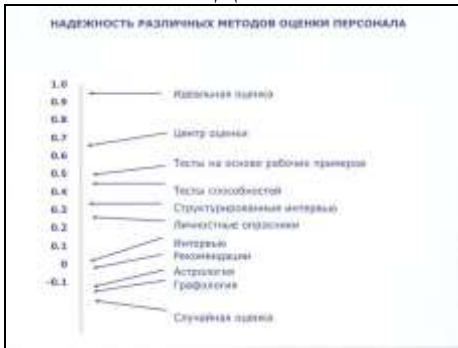 НАДЕЖНОСТЬ РАЗЛИЧНЫХ МЕТОДОВ ОЦЕНКИ ПЕРСОНАЛА
1.0
0.9
0.8
0.7
0.6
0.5
0.4
0.3
0.2
0.1
0
-0.1
Идеальная оценка
Центр оценки
Тесты на основе рабочих примеров
Тесты способностей
Структурированные интервью
Личностные опросники
Интервью
Рекомендации
Астрология
Графология
Случайная оценка